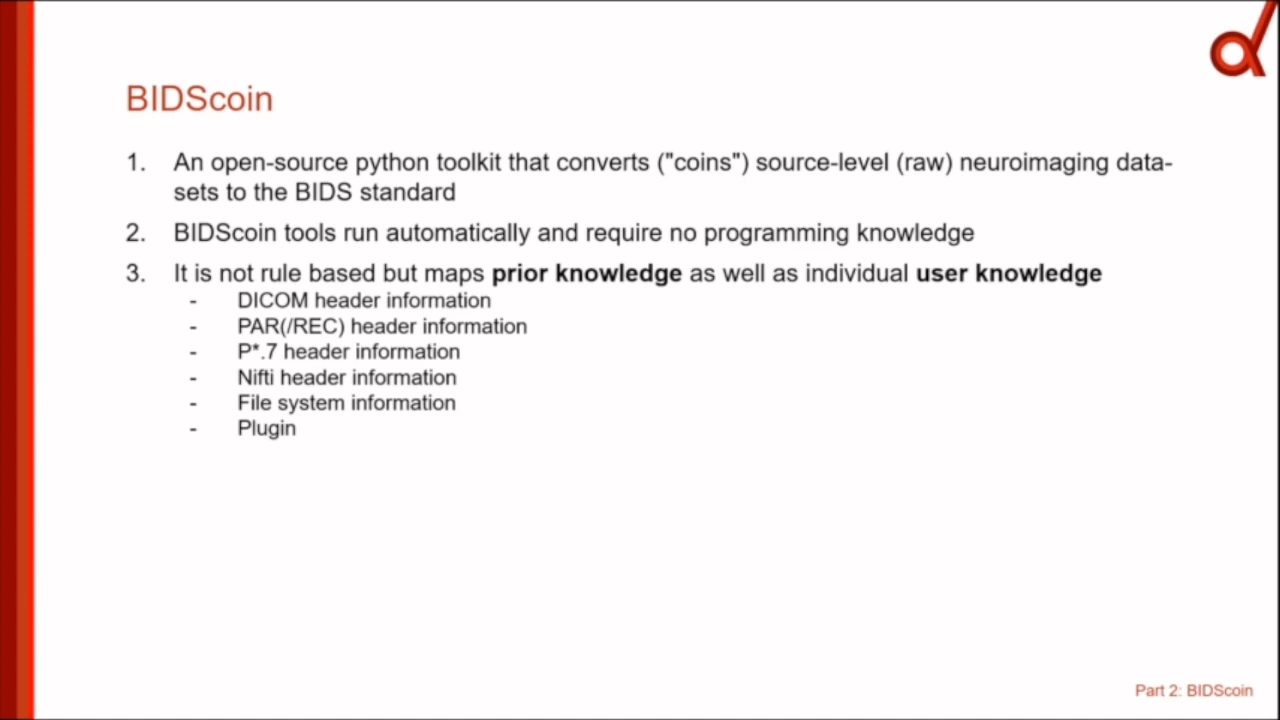 BIDScoin
1. An open-source python toolkit that converts ("coins") source-level (raw) neuroimaging data-
sets to the BIDS standard
2. BIDScoin tools run automatically and require no programming knowledge
3. It is not rule based but maps prior knowledge as well as individual user knowledge
- DICOM header information
- PAR(/REC) header information
- P*.7 header information
- Nifti header information
- File system information
- Plugin
Part 2: BIDScoin